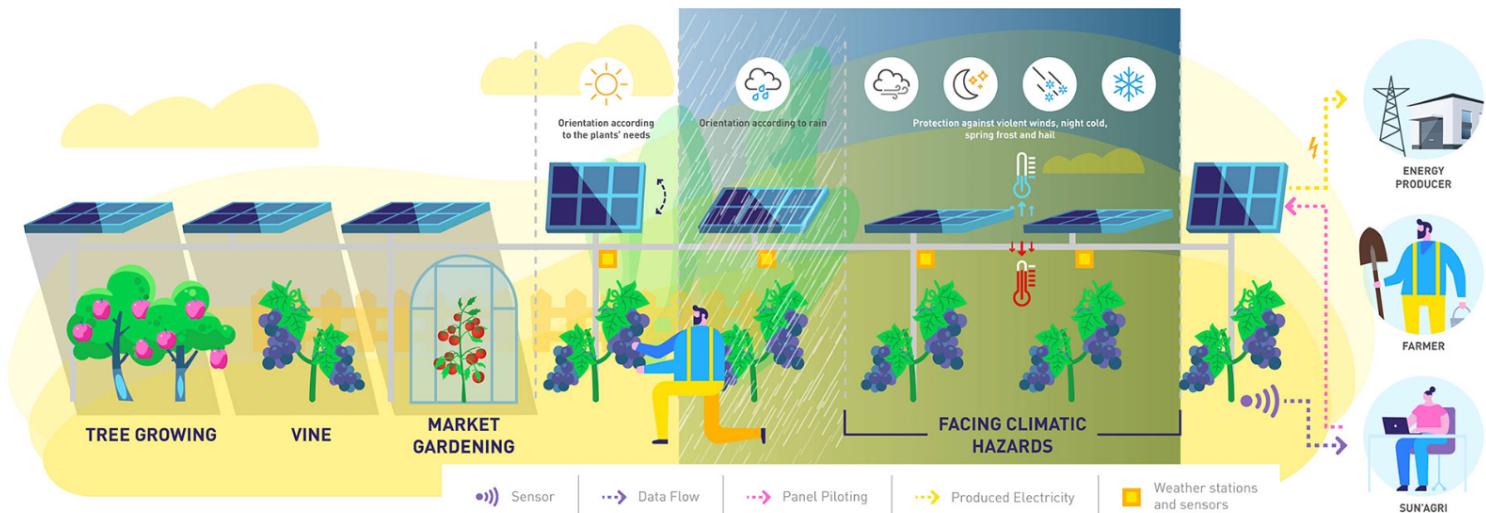 Orientation according
to the plants' needs
Orientation according to rain
Protection against violent winds, night cold,
spring frost and hail
ENERGY
PRODUCER
FARMER
TREE GROWING
VINE
MARKET
GARDENING
FACING CLIMATIC
HAZARDS
Sensor
Data Flow
Panel Piloting
Produced Electricity
Weather stations
and sensors
SUN'AGRI